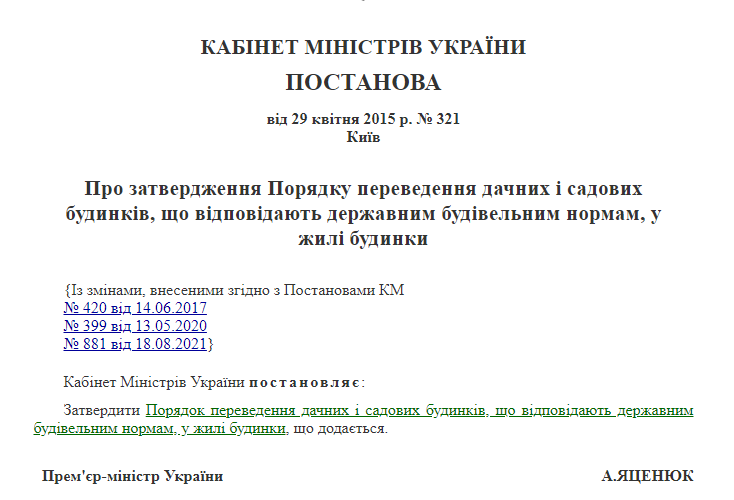 КАБІНЕТ МІНІСТРІВ УКРАЇНИ
ПОСТАНОВА
від 29 квітня 2015 р. № 321
Київ
Про затвердження Порядку переведення дачних і садових
будинків, що відповідають державним будівельним нормам, у
жилі будинки
{Із змінами, внесеними згідно з Постановами КМ
№ 420 від 14.06.2017
№ 399 від 13.05.2020
№ 881 від 18.08.2021}
Кабінет Міністрів України постановляє:
Затвердити Порядок переведення дачних і садових будинків, що відповідають державним
будівельним нормам, у жилі будинки, що додається.
Прем'єр-міністр України А.ЯЦЕНЮК